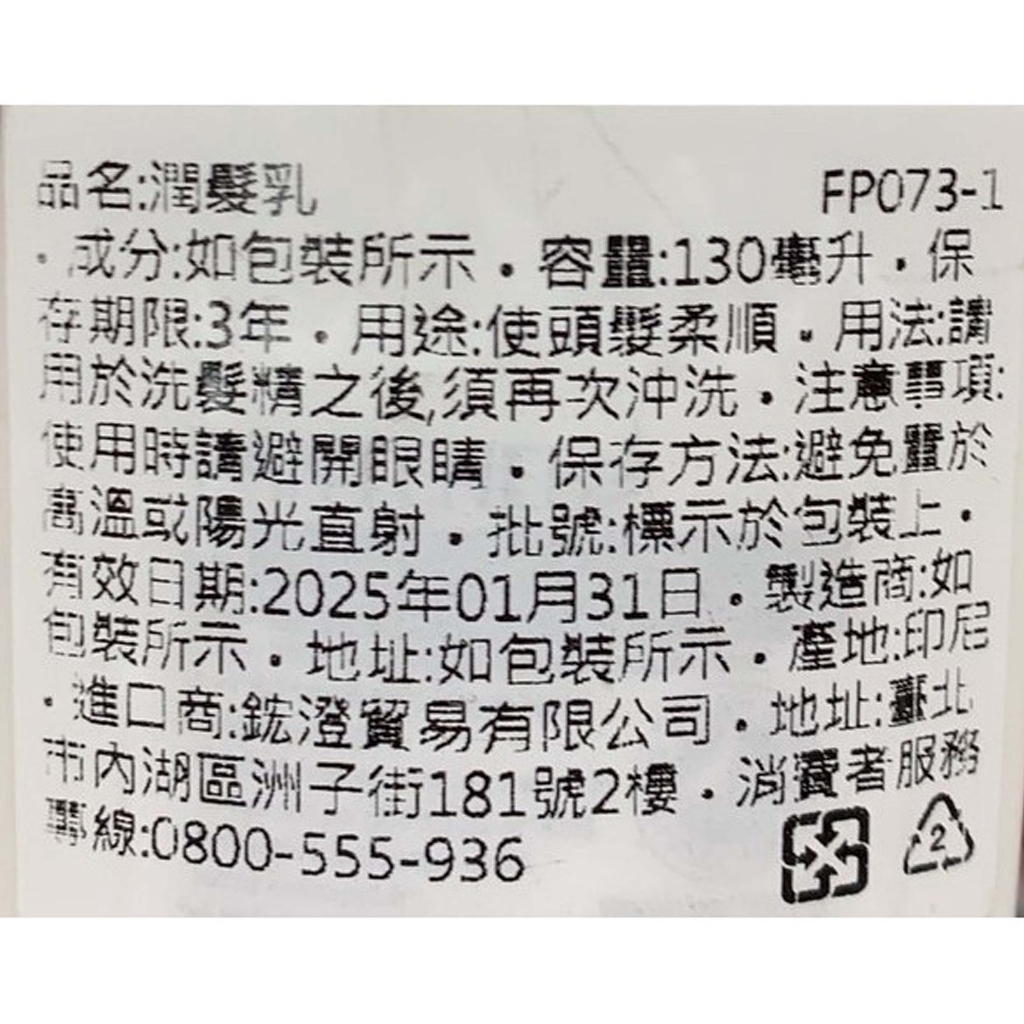 品名:潤髮乳 FP073-1
。成分:如包裝所示。容量:130毫升。保
存期限:3年。用途:使頭髮柔順。用法:請
用於洗髮精之後,須再次沖洗。注意事項:
使用時請避開眼睛。保存方法:避免置於
高溫或陽光直射。批號:標示於包裝上。
有效日期:2025年01月31日。製造商:如
包裝所示。地址:如包裝所示。產地:印尼
。進口商:鋐澄貿易有限公司。地址:臺北
市內湖區洲子街181號2樓。消費者服務
專線:0800-555-936
2